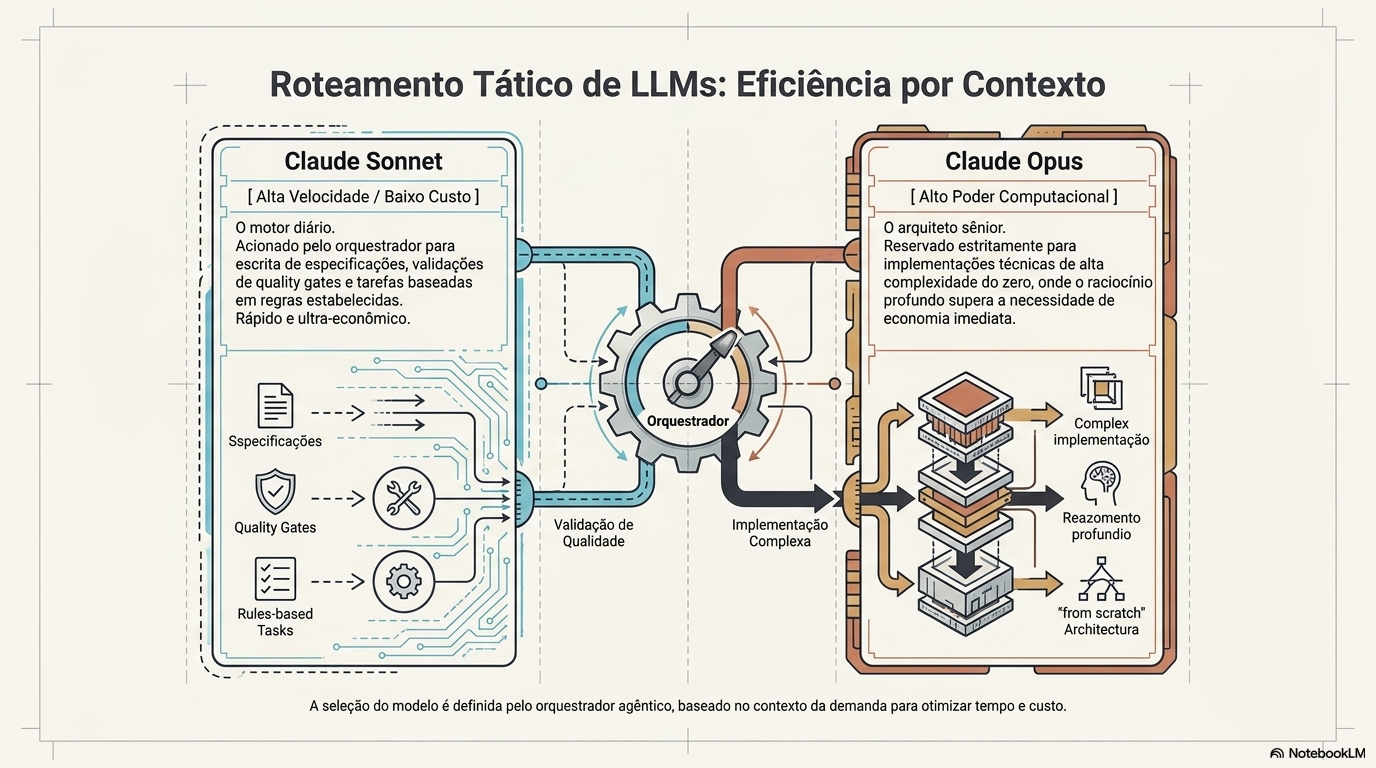 Roteamento Tático de LLMs: Eficiência por Contexto
Claude Sonnet
[ Alta Velocidade / Baixo Custo ]
O motor diário.
Acionado pelo orquestrador para
escrita de especificações, validações
de quality gates e tarefas baseadas
em regras estabelecidas.
Rápido e ultra-econômico.
Sspecificações
Quality Gates
Rules-based
Tasks
Orquestrador
Validação de
Qualidade
Implementação
Complexa
Claude Opus
[ Alto Poder Computacional ]
O arquiteto sênior.
Reservado estritamente para
implementações técnicas de alta
complexidade do zero, onde o raciocínio
profundo supera a necessidade de
economia imediata.
Complex
implementação
Reazomento
profundio
"from scratch"
Architectura
A seleção do modelo é definida pelo orquestrador agêntico, baseado no contexto da demanda para otimizar tempo e custo.
NotebookLM